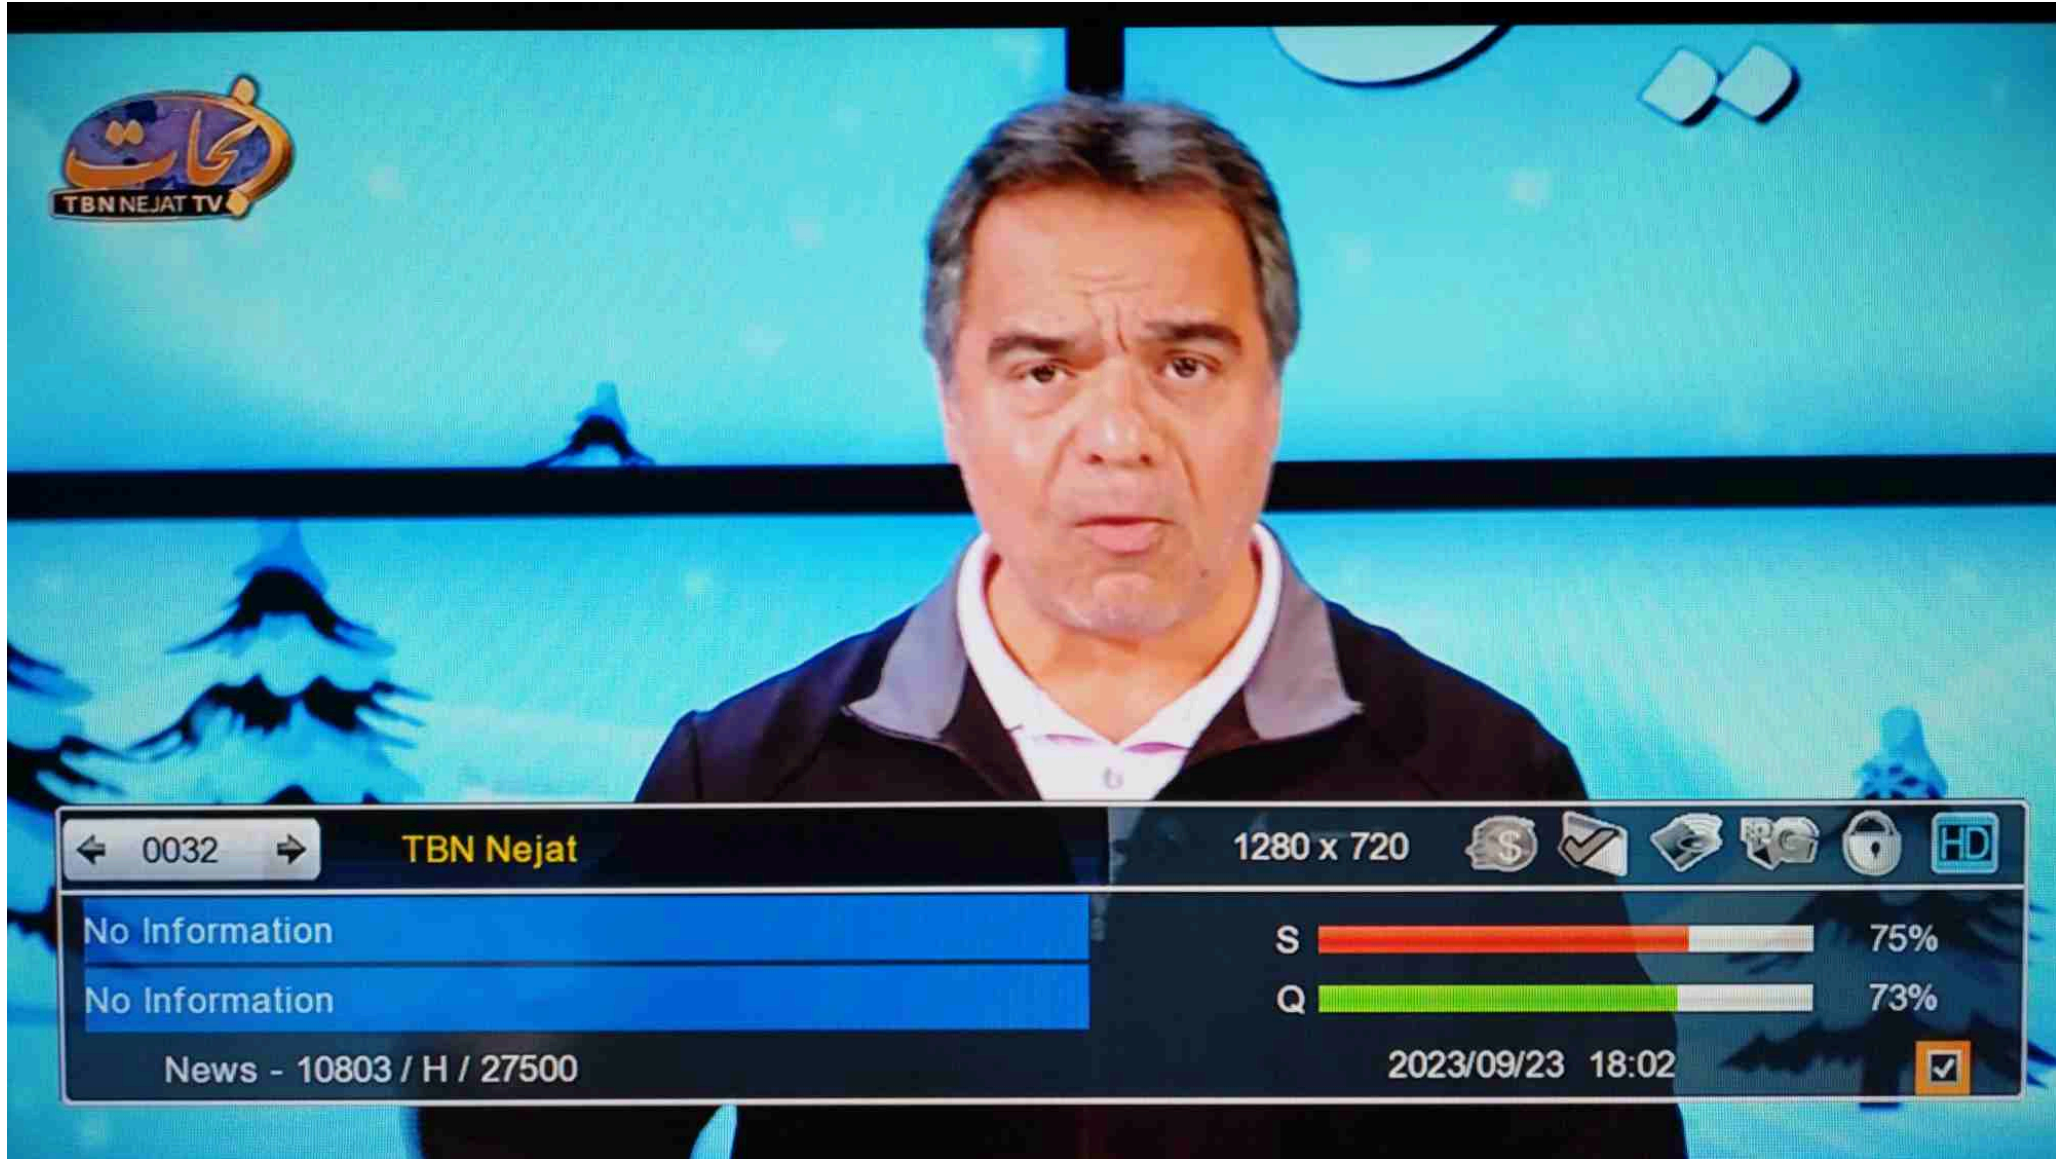 نجات
TBN NEJAT TV
0032
TBN Nejat
1280 x 720
$
HD
No Information
S
75%
No Information
Q
73%
News - 10803 / H / 27500
2023/09/23 18:02